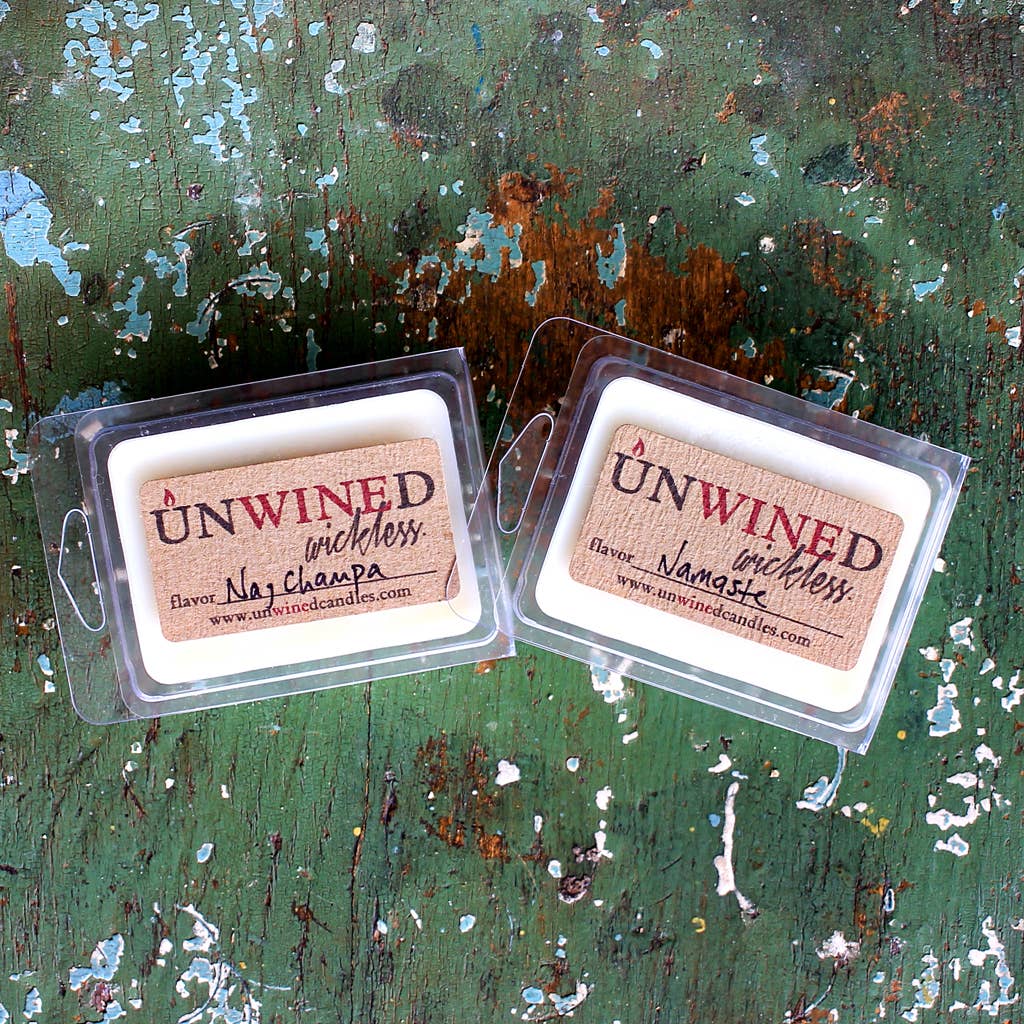 UNWINED
wickless.
flavor Nag Champa
www.unwinedcandles.com
UNWINED
wickless.
flavor Namaste
www.unwinedcandles.com